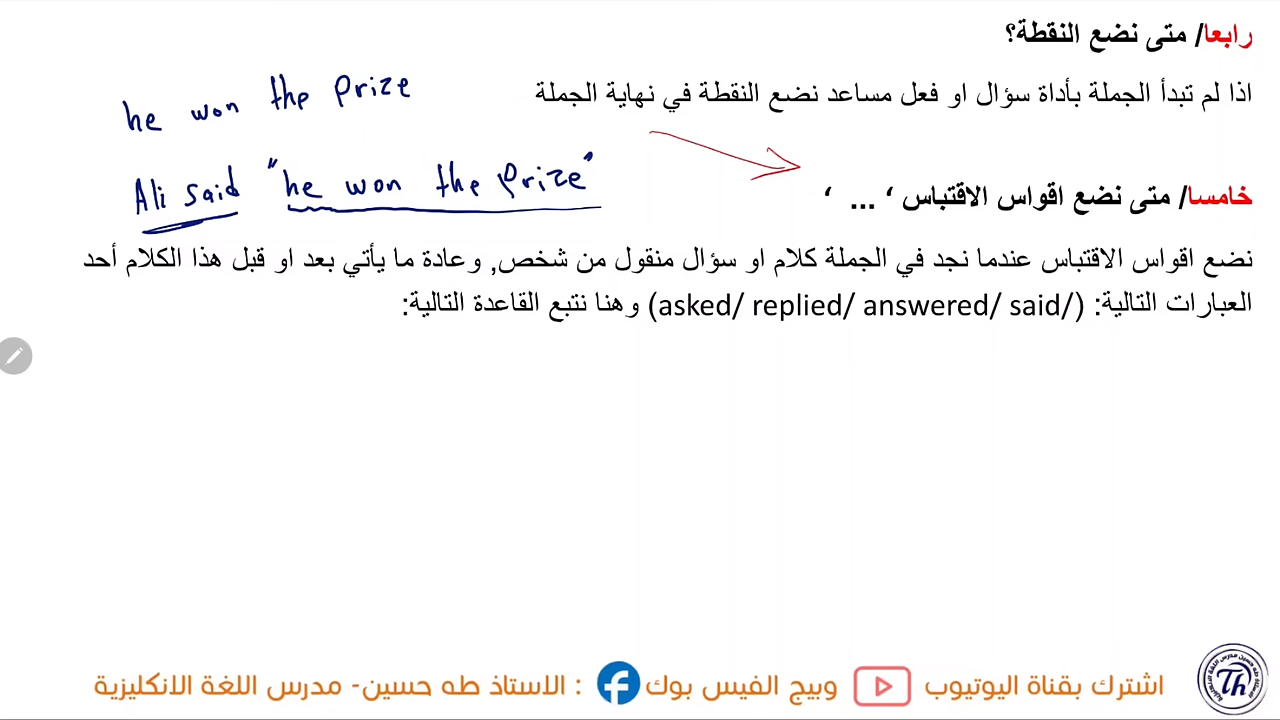 رابعا/ متى نضع النقطة؟
اذا لم تبدأ الجملة بأداة سؤال او فعل مساعد نضع النقطة في نهاية الجملة
he won the prize
Ali said "he won the prize"
خامسا/ متى نضع اقواس الاقتباس ‘ ... ‘
نضع اقواس الاقتباس عندما نجد في الجملة كلام او سؤال منقول من شخص, وعادة ما يأتي بعد او قبل هذا الكلام أحد
العبارات التالية: (/asked/ replied/ answered/ said) وهنا نتبع القاعدة التالية:
اشترك بقناة اليوتيوب وبيج الفيس بوك : الاستاذ طه حسين- مدرس اللغة الانكليزية
Th